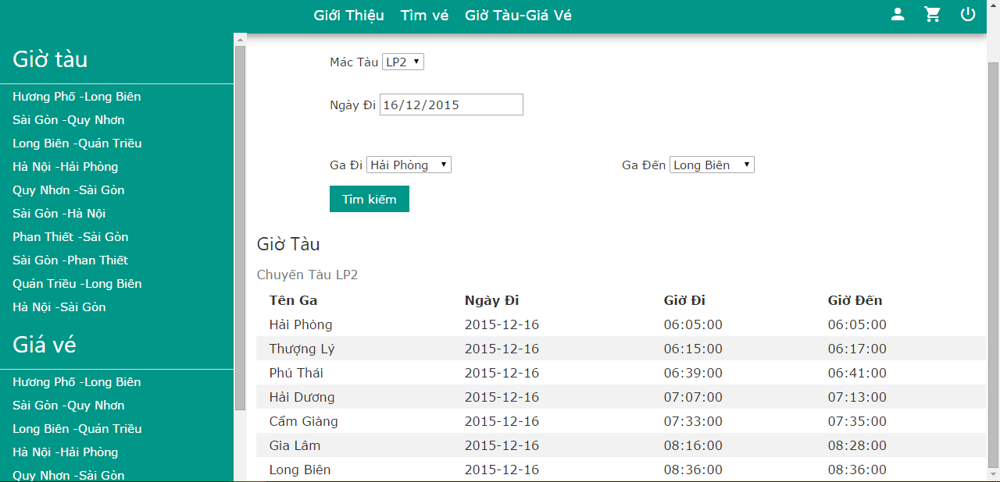 Giới Thiệu Tìm vé Giờ Tàu-Giá Vé
Giờ tàu
Hương Phố -Long Biên
Sài Gòn -Quy Nhơn
Long Biên -Quán Triều
Hà Nội -Hải Phòng
Quy Nhơn -Sài Gòn
Sài Gòn -Hà Nội
Phan Thiết -Sài Gòn
Sài Gòn -Phan Thiết
Quán Triều -Long Biên
Hà Nội -Sài Gòn
Giá vé
Hương Phố -Long Biên
Sài Gòn -Quy Nhơn
Long Biên -Quán Triều
Hà Nội -Hải Phòng
Quy Nhơn -Sài Gòn
Mác Tàu LP2
Ngày Đi 16/12/2015
Ga Đi Hải Phòng Ga Đến Long Biên
Tìm kiếm
Giờ Tàu
Chuyến Tàu LP2
Tên Ga Ngày Đi Giờ Đi Giờ Đến
Hải Phòng 2015-12-16 06:05:00 06:05:00
Thượng Lý 2015-12-16 06:15:00 06:17:00
Phú Thái 2015-12-16 06:39:00 06:41:00
Hải Dương 2015-12-16 07:07:00 07:13:00
Cẩm Giàng 2015-12-16 07:33:00 07:35:00
Gia Lâm 2015-12-16 08:16:00 08:28:00
Long Biên 2015-12-16 08:36:00 08:36:00